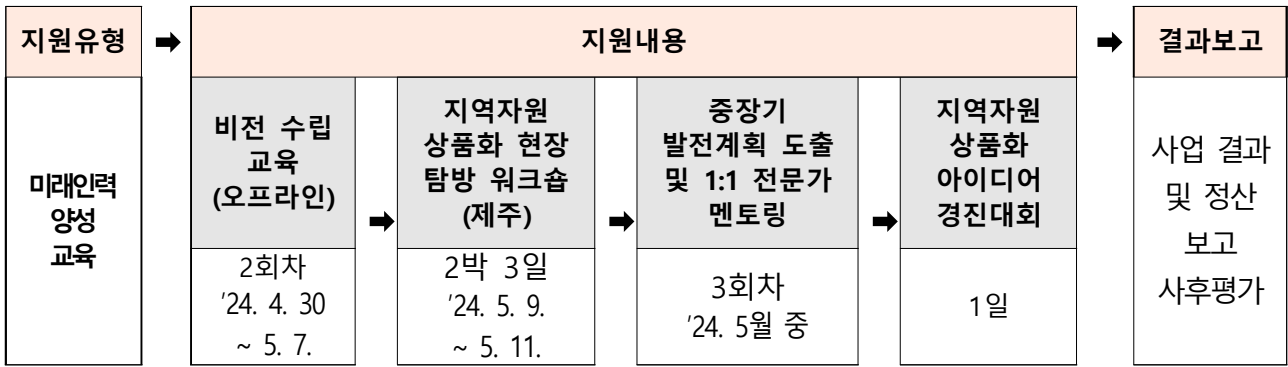 지원유형 ➡ 지원내용 ➡ 결과보고
미래인력
양성
교육
비전 수립
교육
(오프라인)
2회차
'24. 4. 30
~ 5. 7.
➡
지역자원
상품화 현장
탐방 워크숍
(제주)
2박 3일
'24. 5. 9.
~ 5. 11.
➡
중장기
발전계획 도출
및 1:1 전문가
멘토링
3회차
'24. 5월 중
➡
지역자원
상품화
아이디어
경진대회
1일
사업 결과
및 정산
보고
사후평가